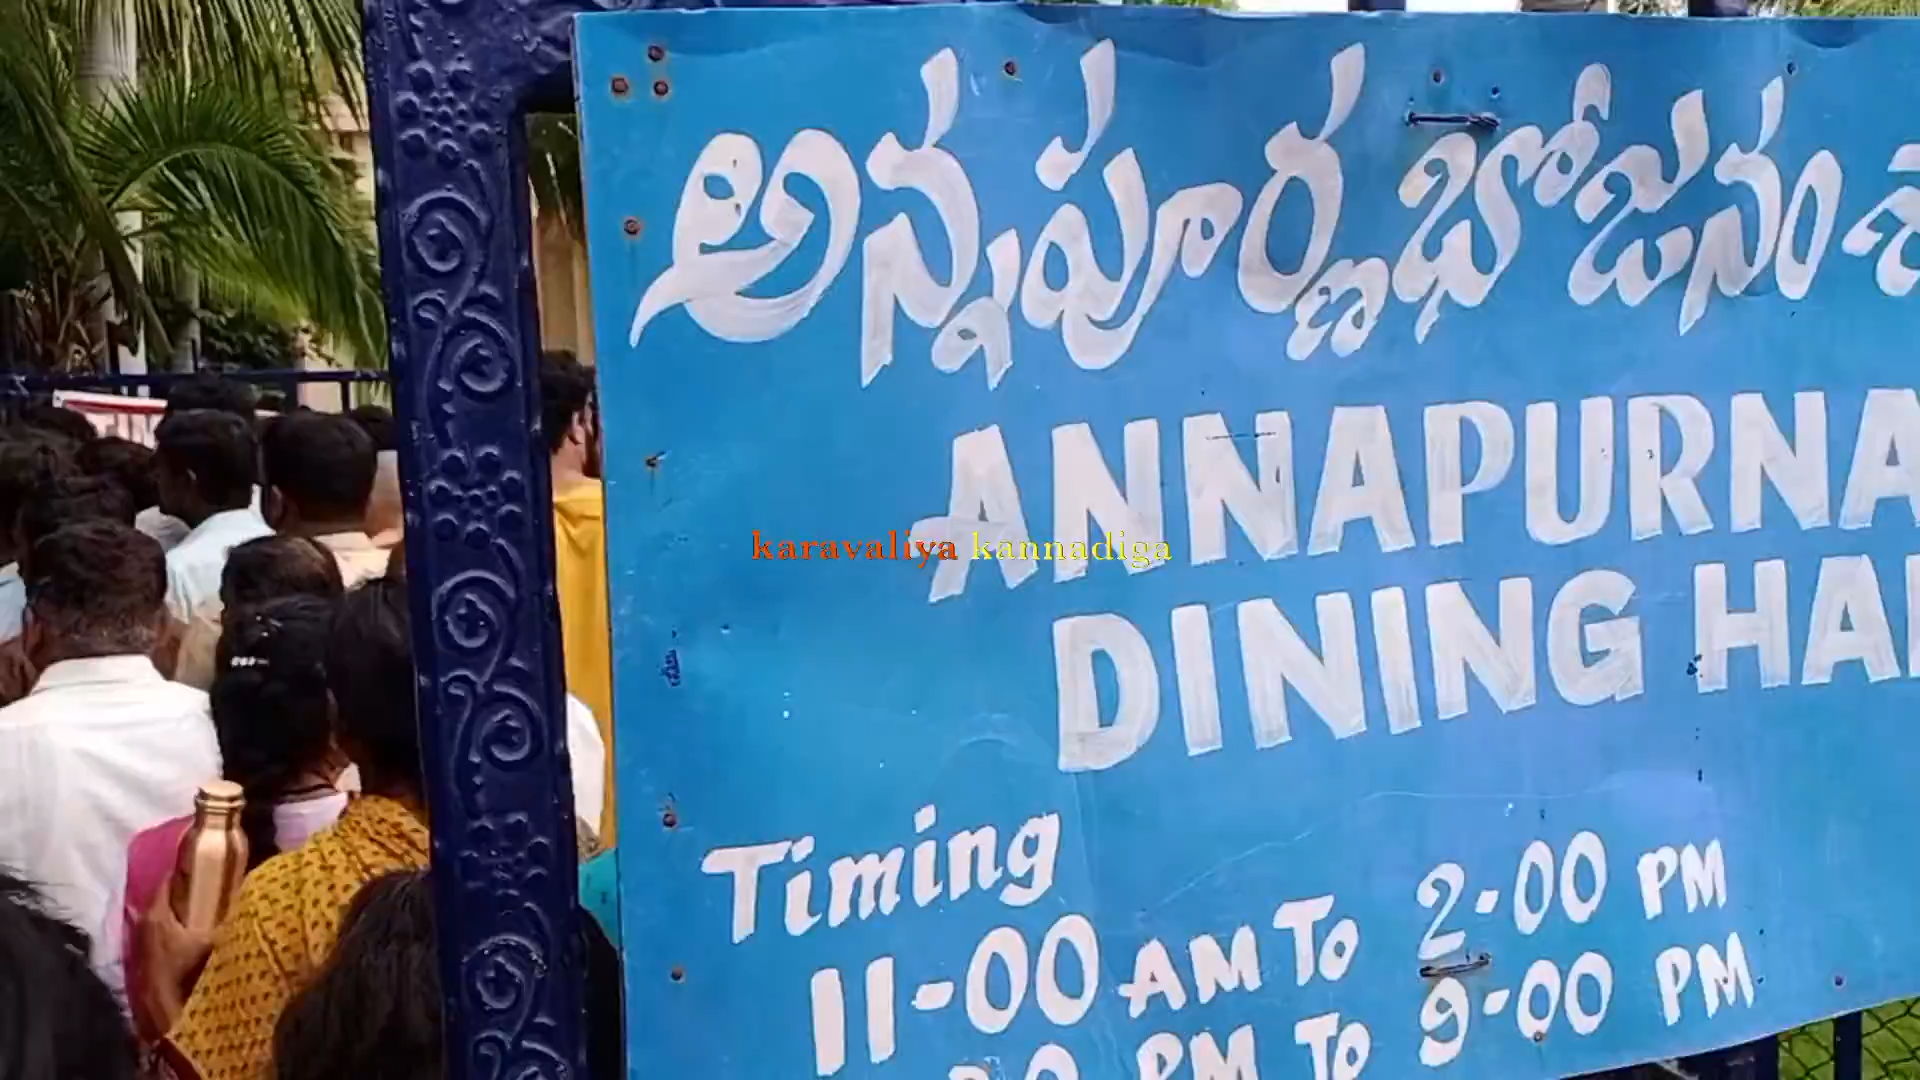 అన్నపూర్ణ భోజనం
ANNAPURNA
DINING
karavaliya kannadiga
Timing
11-00 AM To 2-00 PM
PM To 9-00 PM